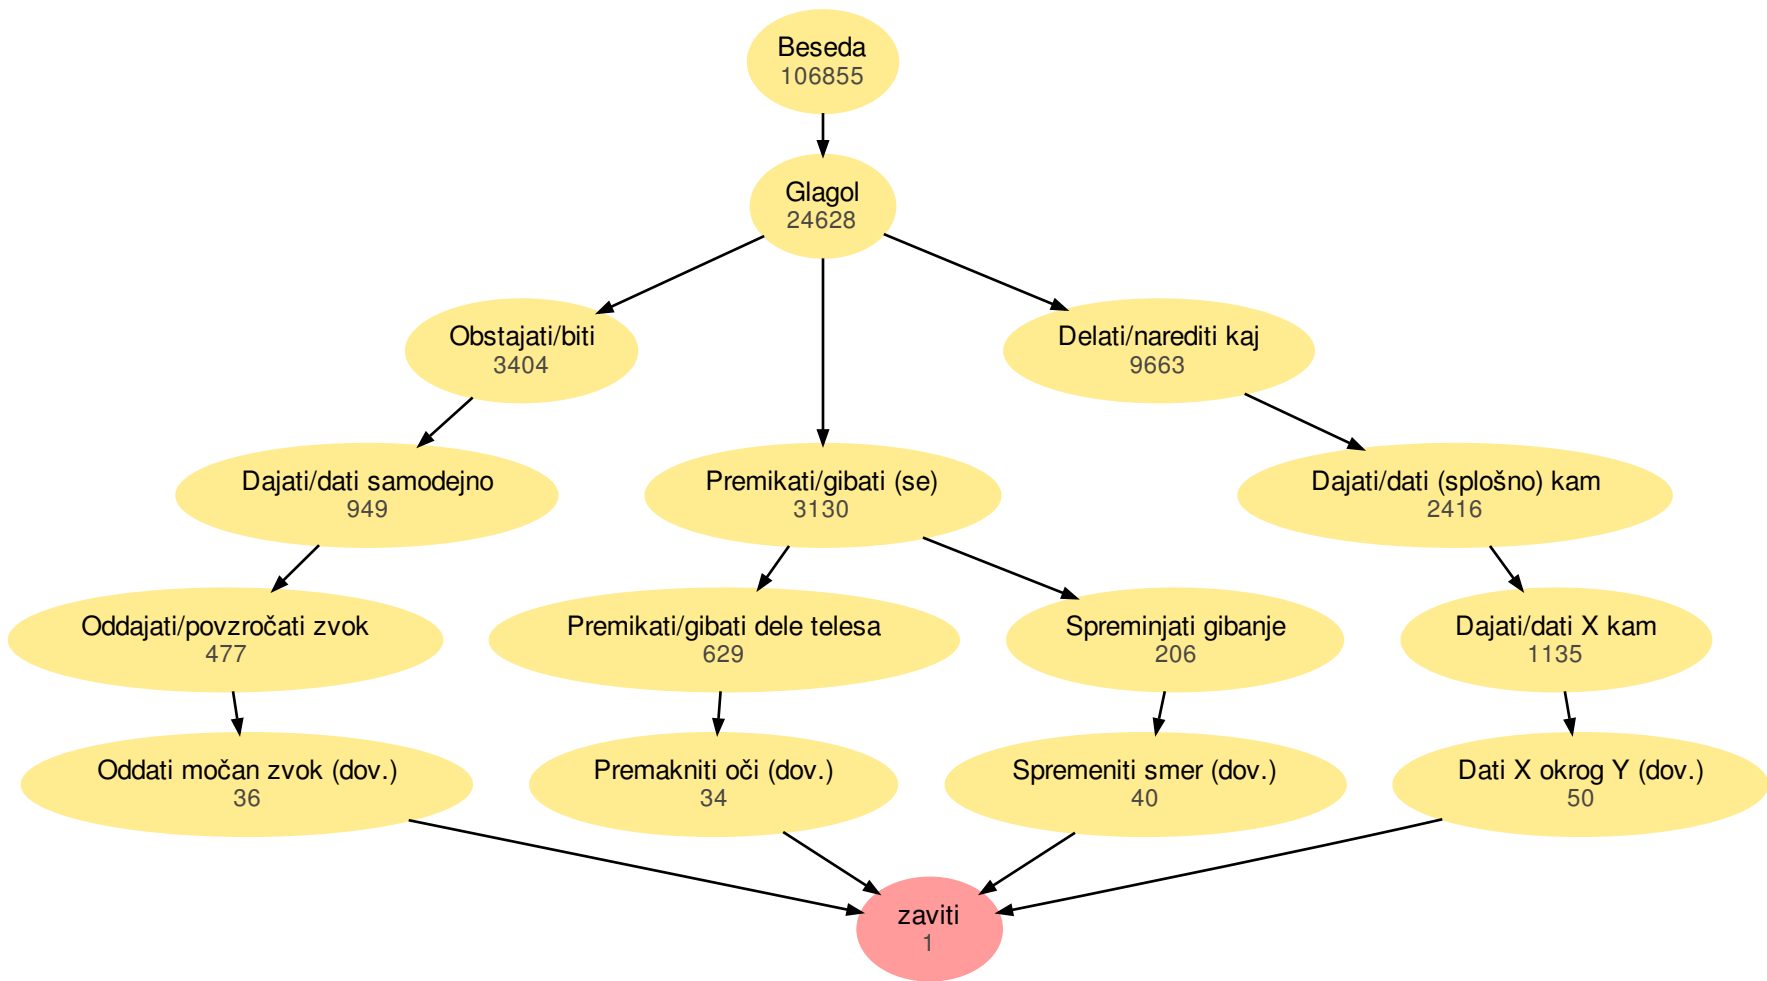 Beseda
106855
Glagol
24628
Obstajati/biti
3404
Delati/narediti kaj
9663
Dajati/dati samodejno
949
Premikati/gibati (se)
3130
Dajati/dati (splošno) kam
2416
Oddajati/povzročati zvok
477
Premikati/gibati dele telesa
629
Spreminjati gibanje
206
Dajati/dati X kam
1135
Oddati močan zvok (dov.)
36
Premakniti oči (dov.)
34
Spremeniti smer (dov.)
40
Dati X okrog Y (dov.)
50
zaviti
1